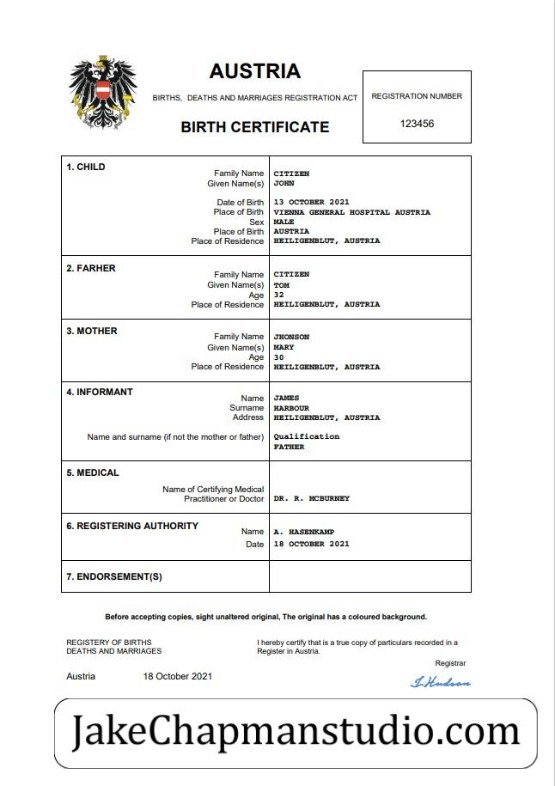 AUSTRIA
BIRTHS, DEATHS AND MARRIAGES REGISTRATION ACT
BIRTH CERTIFICATE
REGISTRATION NUMBER
123456
1. CHILD
Family Name CITIZEN
Given Name(s) JOHN
Date of Birth 13 OCTOBER 2021
Place of Birth VIENNA GENERAL HOSPITAL AUSTRIA
Sex MALE
Place of Birth AUSTRIA
Place of Residence HEILIGENBLUT, AUSTRIA
2. FARHER
Family Name CITIZEN
Given Name(s) TOM
Age 32
Place of Residence HEILIGENBLUT, AUSTRIA
3. MOTHER
Family Name JHONSON
Given Name(s) MARY
Age 30
Place of Residence HEILIGENBLUT, AUSTRIA
4. INFORMANT
Name JAMES
Surname HARBOUR
Address HEILIGENBLUT, AUSTRIA
Name and surname (if not the mother or father) Qualification
FATHER
5. MEDICAL
Name of Certifying Medical
Practitioner or Doctor DR. R. MCBURNEY
6. REGISTERING AUTHORITY
Name A. HASENKAMP
Date 18 OCTOBER 2021
7. ENDORSEMENT(S)
Before accepting copies, sight unaltered original, The original has a coloured background.
REGISTERY OF BIRTHS
DEATHS AND MARRIAGES
I hereby certify that is a true copy of particulars recorded in a
Register in Austria.
Registrar
Austria 18 October 2021
I. Hudson
JakeChapmanstudio.com